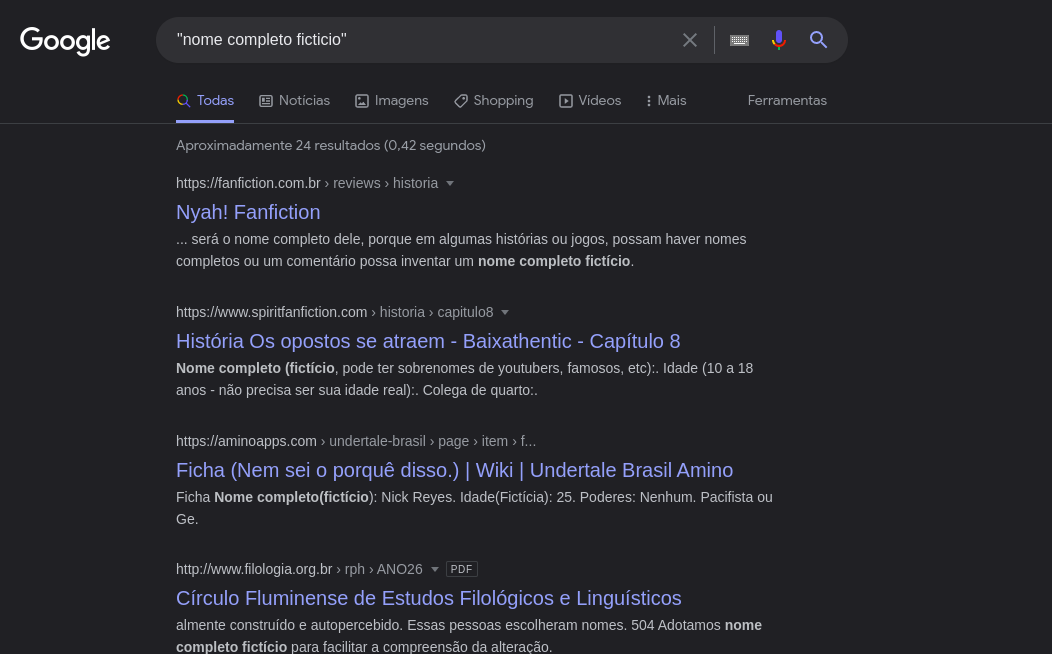 Google
"nome completo ficticio"
Todas Notícias Imagens Shopping Vídeos Mais Ferramentas
Aproximadamente 24 resultados (0,42 segundos)
https://fanfiction.com.br › reviews › historia
Nyah! Fanfiction
... será o nome completo dele, porque em algumas histórias ou jogos, possam haver nomes
completos ou um comentário possa inventar um nome completo fictício.
https://www.spiritfanfiction.com › historia › capitulo8
História Os opostos se atraem - Baixathentic - Capítulo 8
Nome completo (fictício, pode ter sobrenomes de youtubers, famosos, etc):. Idade (10 a 18
anos - não precisa ser sua idade real):. Colega de quarto:.
https://aminoapps.com › undertale-brasil › page › item › f...
Ficha (Nem sei o porquê disso.) | Wiki | Undertale Brasil Amino
Ficha Nome completo(fictício): Nick Reyes. Idade(Fictícia): 25. Poderes: Nenhum. Pacifista ou
Ge.
http://www.filologia.org.br › rph › ANO26 PDF
Círculo Fluminense de Estudos Filológicos e Linguísticos
almente construído e autopercebido. Essas pessoas escolheram nomes. 504 Adotamos nome
completo fictício para facilitar a compreensão da alteração.